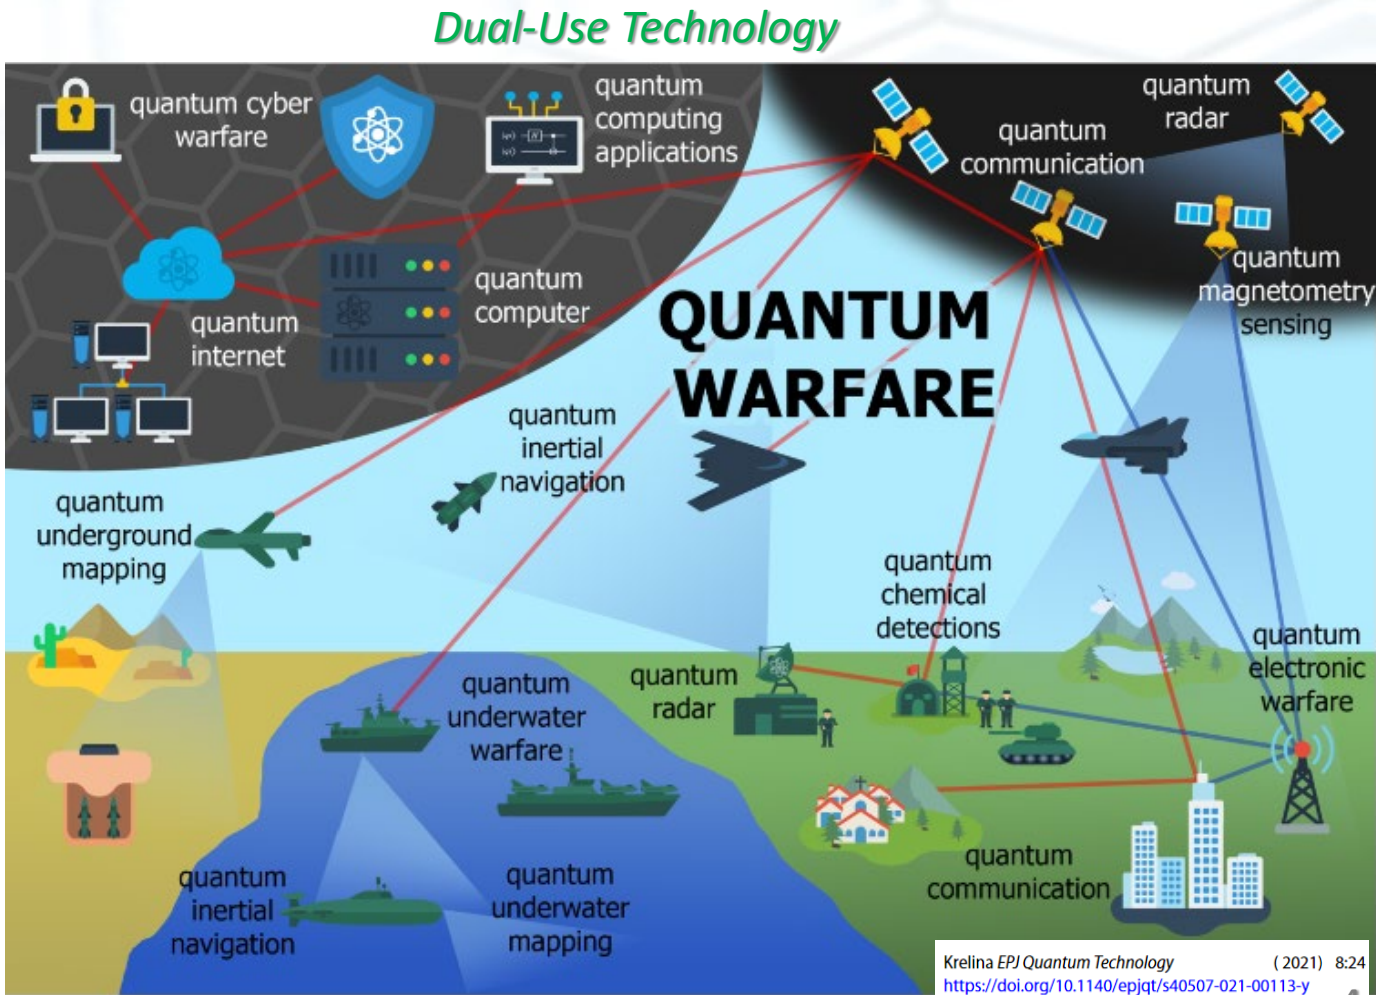 Dual-Use Technology
quantum cyber
warfare
quantum
computing
applications
quantum
radar
quantum
communication
quantum
magnetometry
sensing
quantum
computer
quantum
internet
QUANTUM
WARFARE
quantum
inertial
navigation
quantum
underground
mapping
quantum
chemical
detections
quantum
electronic
warfare
quantum
radar
quantum
underwater
warfare
quantum
communication
quantum
inertial
navigation
quantum
underwater
mapping
Krelina EPJ Quantum Technology (2021) 8:24
https://doi.org/10.1140/epjqt/s40507-021-00113-y